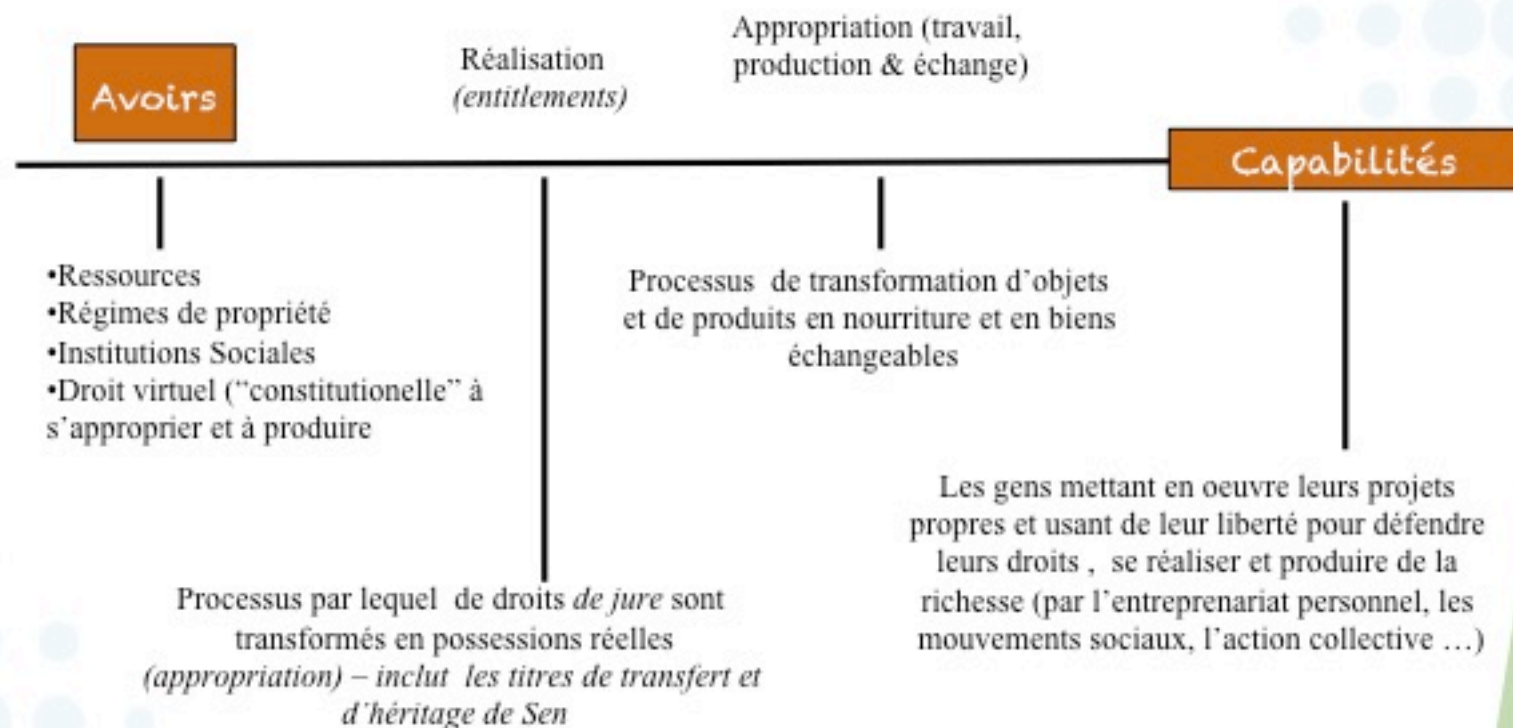 Avoirs
Réalisation
(entitlements)
Appropriation (travail,
production & échange)
Capabilités
•Ressources
•Régimes de propriété
•Institutions Sociales
•Droit virtuel (“constitutionelle” à
s’approprier et à produire
Processus par lequel de droits de jure sont
transformés en possessions réelles
(appropriation) – inclut les titres de transfert et
d’héritage de Sen
Processus de transformation d’objets
et de produits en nourriture et en biens
échangeables
Les gens mettant en oeuvre leurs projets
propres et usant de leur liberté pour défendre
leurs droits , se réaliser et produire de la
richesse (par l’entreprenariat personnel, les
mouvements sociaux, l’action collective …)